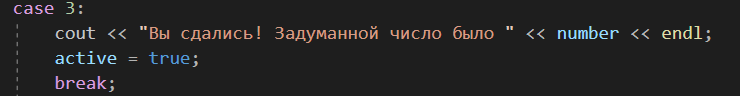 case 3:
cout << "Вы сдались! Задуманной число было " << number << endl;
active = true;
break;